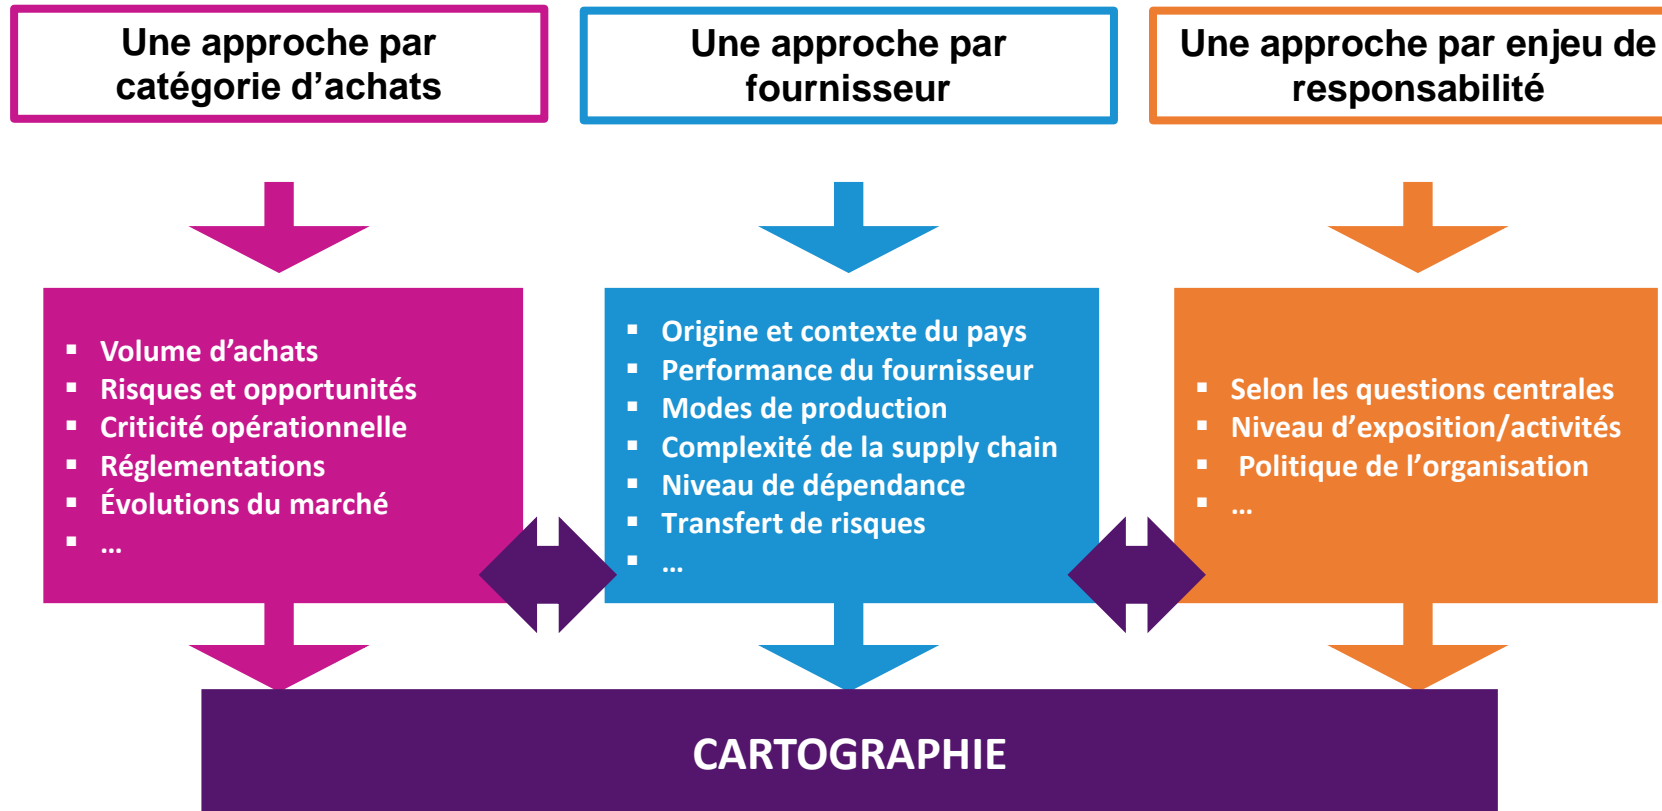 Une approche par
catégorie d’achats
Une approche par
fournisseur
Une approche par enjeu de
responsabilité
▪ Volume d’achats
▪ Risques et opportunités
▪ Criticité opérationnelle
▪ Réglementations
▪ Évolutions du marché
▪ …
▪ Origine et contexte du pays
▪ Performance du fournisseur
▪ Modes de production
▪ Complexité de la supply chain
▪ Niveau de dépendance
▪ Transfert de risques
▪ …
▪ Selon les questions centrales
▪ Niveau d’exposition/activités
▪ Politique de l’organisation
▪ …
CARTOGRAPHIE